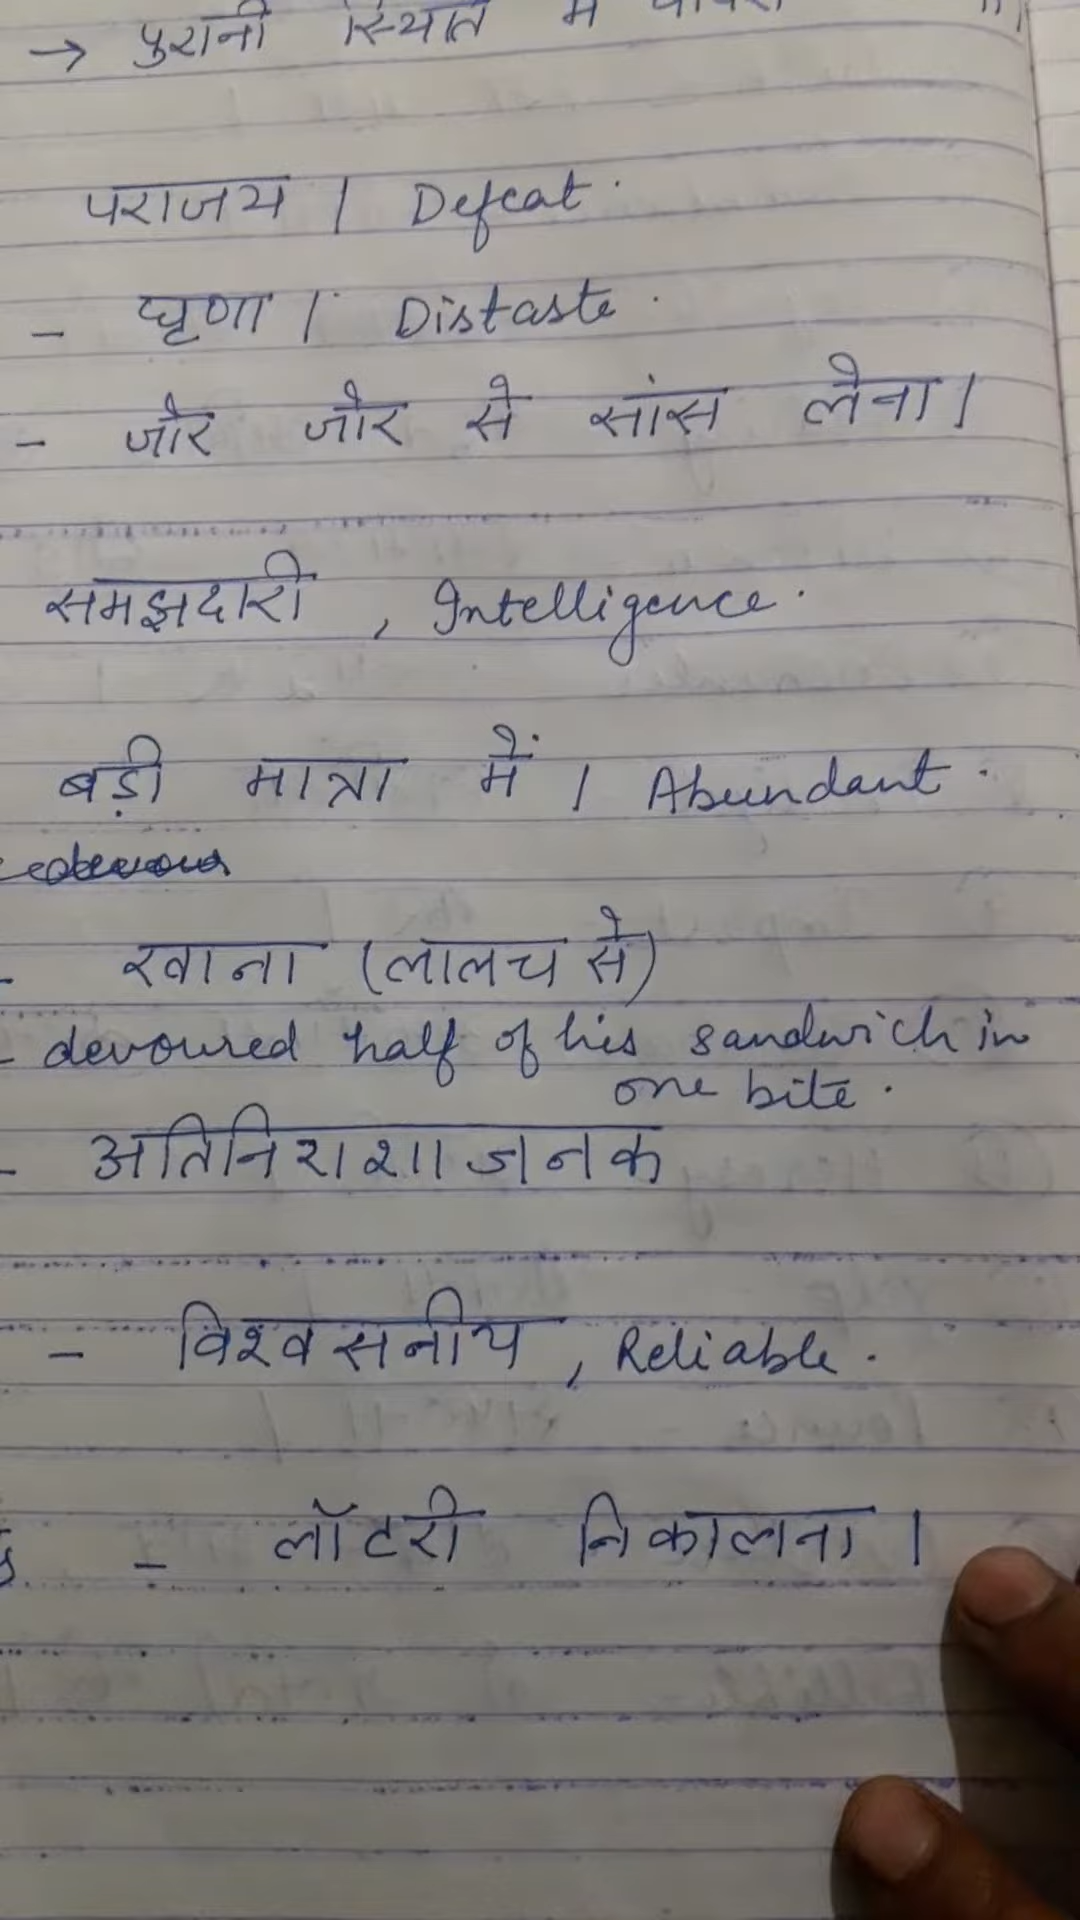 → पुरानी स्थिति में
पराजय | Defeat.
- घृणा | Distaste.
- जोर जोर से सांस लेना |
समझदारी , Intelligence.
बड़ी मात्रा में | Abundant.
- खाना (लालच से)
- devoured half of his sandwich in
one bite.
- अतिनिराशाजनक
- विश्वसनीय , Reliable.
- लॉटरी निकालना |